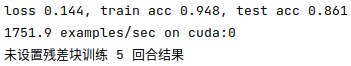 loss 0.144, train acc 0.948, test acc 0.861
1751.9 examples/sec on cuda:0
未设置残差块训练 5 回合结果